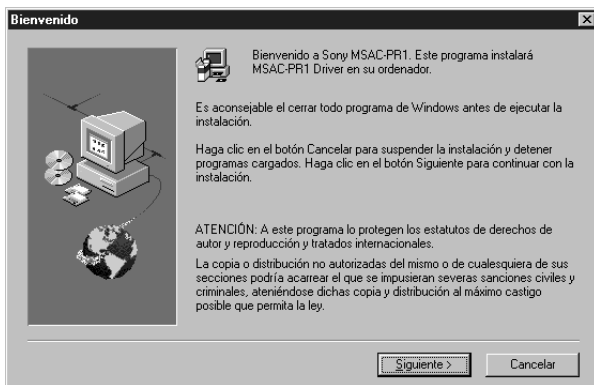 Bienvenido
Bienvenido a Sony MSAC-PR1. Este programa instalará
MSAC-PR1 Driver en su ordenador.
Es aconsejable el cerrar todo programa de Windows antes de ejecutar la
instalación.
Haga clic en el botón Cancelar para suspender la instalación y detener
programas cargados. Haga clic en el botón Siguiente para continuar con la
instalación.
ATENCIÓN: A este programa lo protegen los estatutos de derechos de
autor y reproducción y tratados internacionales.
La copia o distribución no autorizadas del mismo o de cualesquiera de sus
secciones podría acarrear el que se impusieran severas sanciones civiles y
criminales, ateniéndose dichas copia y distribución al máximo castigo
posible que permita la ley.
Siguiente > Cancelar